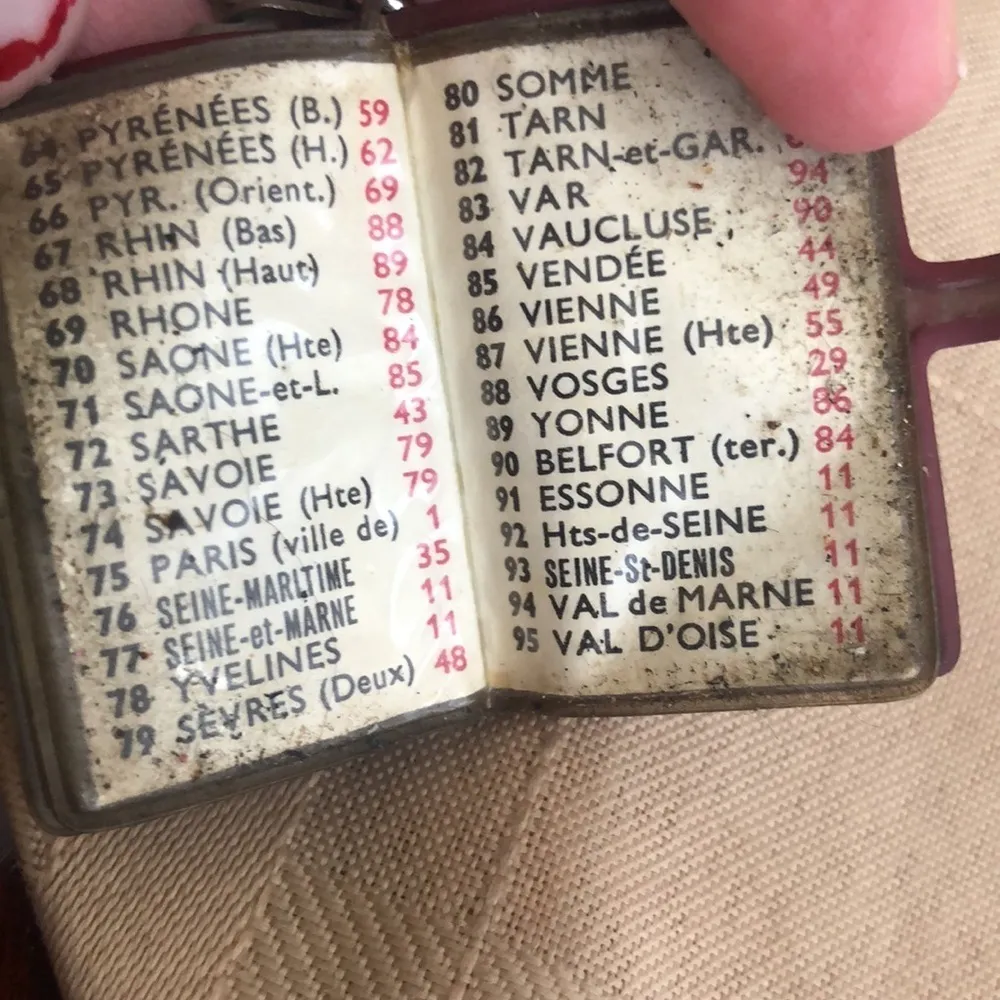 64 PYRÉNÉES (B.) 59
65 PYRÉNÉES (H.) 62
66 PYR. (Orient.) 69
67 RHIN (Bas) 88
68 RHIN (Haut) 89
69 RHONE 78
70 SAONE (Hte) 84
71 SAONE-et-L. 85
72 SARTHE 43
73 SAVOIE 79
74 SAVOIE (Hte) 79
75 PARIS (ville de) 1
76 SEINE-MARITIME 35
77 SEINE-et-MARNE 11
78 YVELINES 11
79 SÈVRES (Deux) 48
80 SOMME
81 TARN
82 TARN-et-GAR.
83 VAR 94
84 VAUCLUSE 90
85 VENDÉE 44
86 VIENNE 49
87 VIENNE (Hte) 55
88 VOSGES 29
89 YONNE 86
90 BELFORT (ter.) 84
91 ESSONNE 11
92 Hts-de-SEINE 11
93 SEINE-St-DENIS 11
94 VAL de MARNE 11
95 VAL D'OISE 11